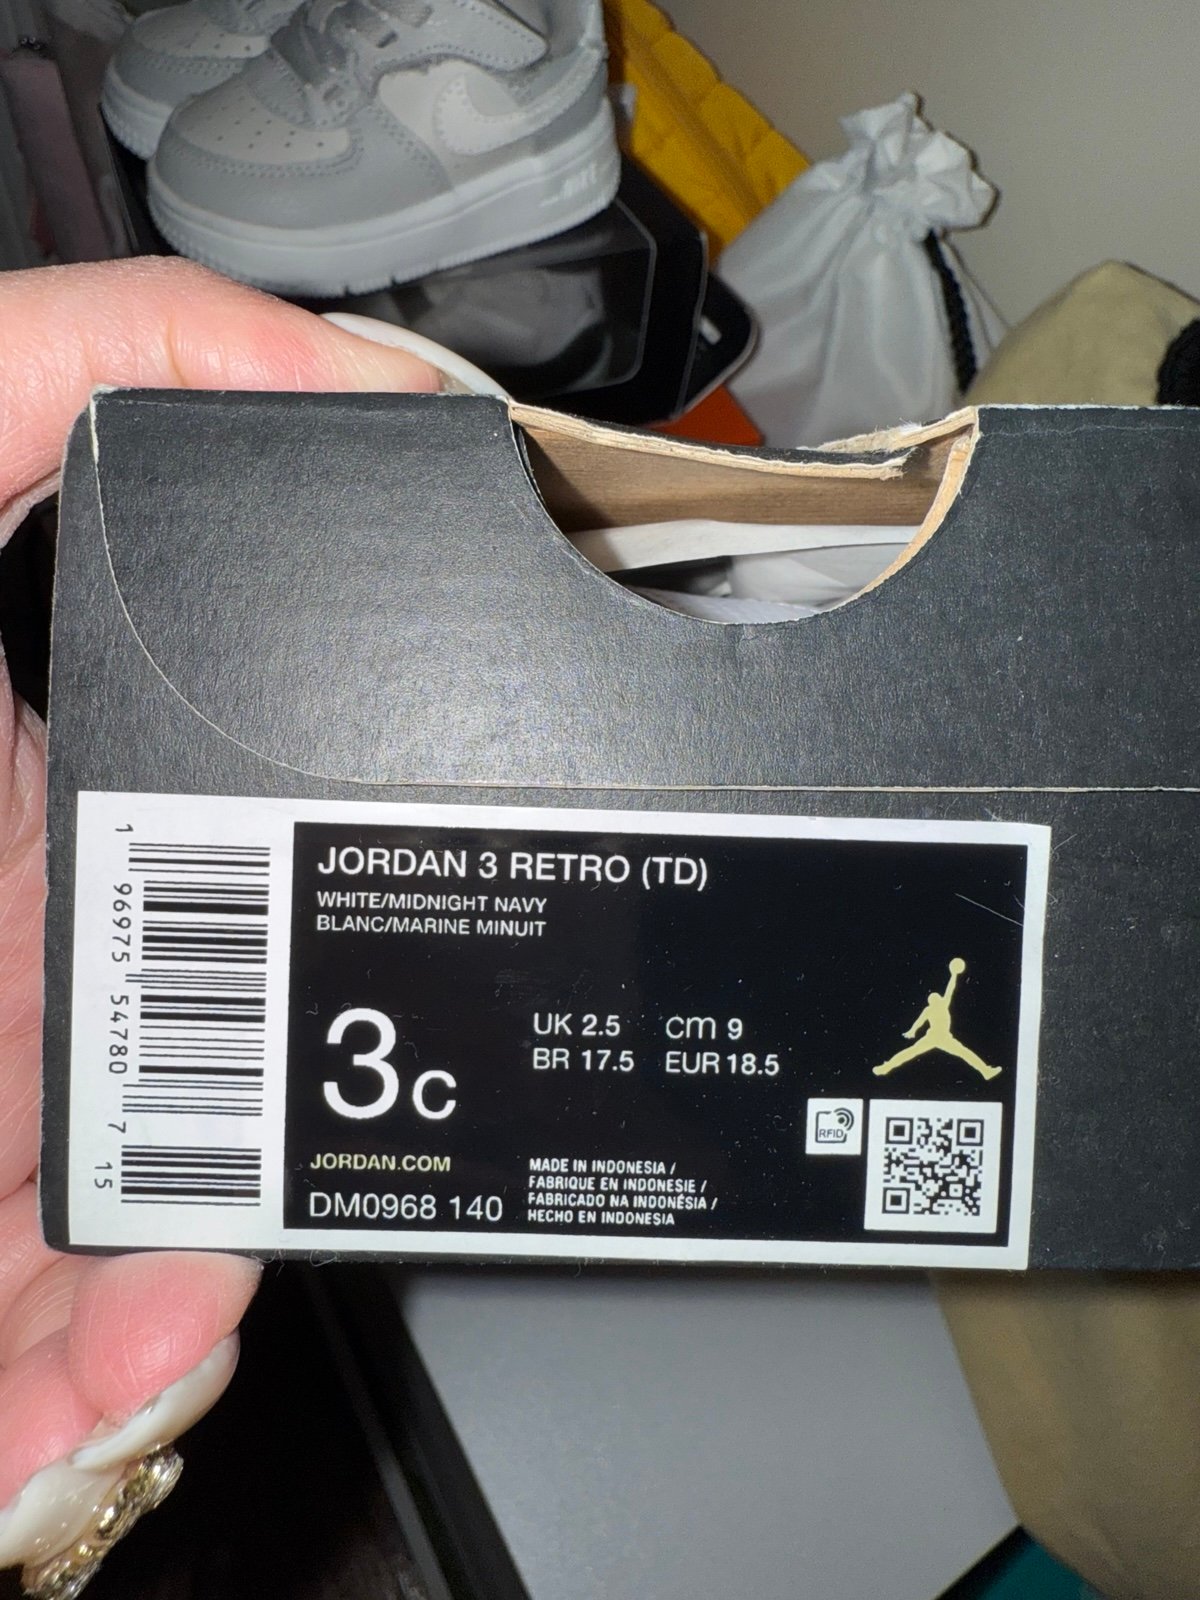 JORDAN 3 RETRO (TD)
WHITE/MIDNIGHT NAVY
BLANC/MARINE MINUIT
3c
UK 2.5 cm 9
BR 17.5 EUR 18.5
RFID
JORDAN.COM
DM0968 140
MADE IN INDONESIA /
FABRIQUE EN INDONESIE /
FABRICADO NA INDONÉSIA /
HECHO EN INDONESIA
1 96975 54780 7 15